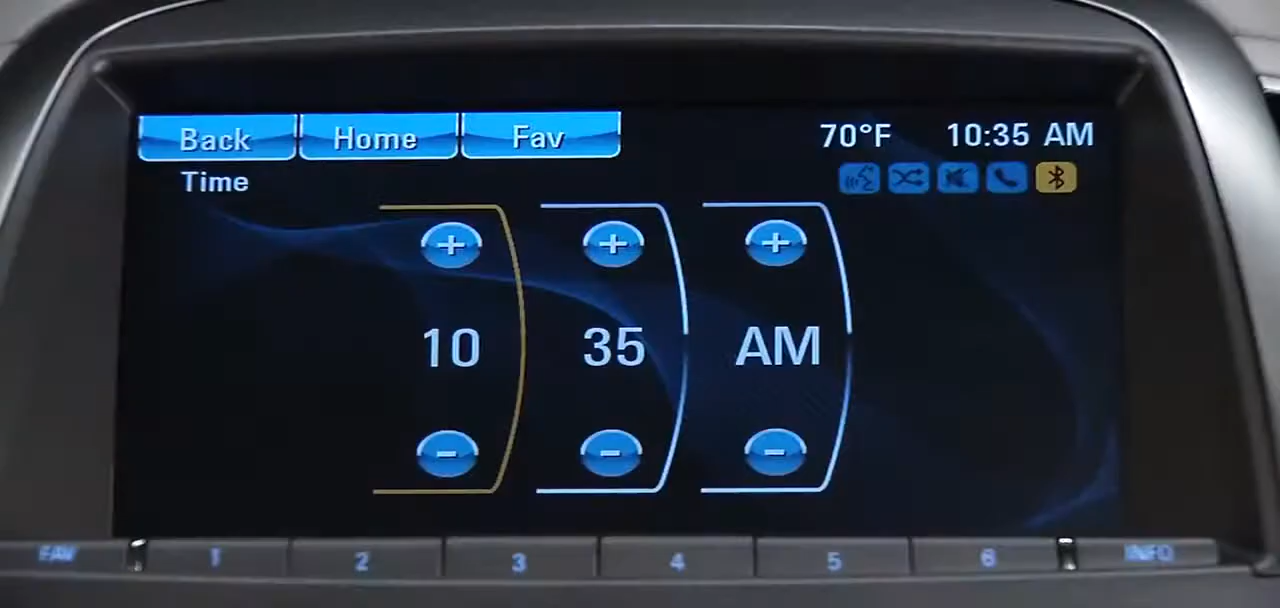 Back Home Fav 70°F 10:35 AM
Time
+ + +
10 35 AM
- - -
FAV 1 2 3 4 5 6 INFO